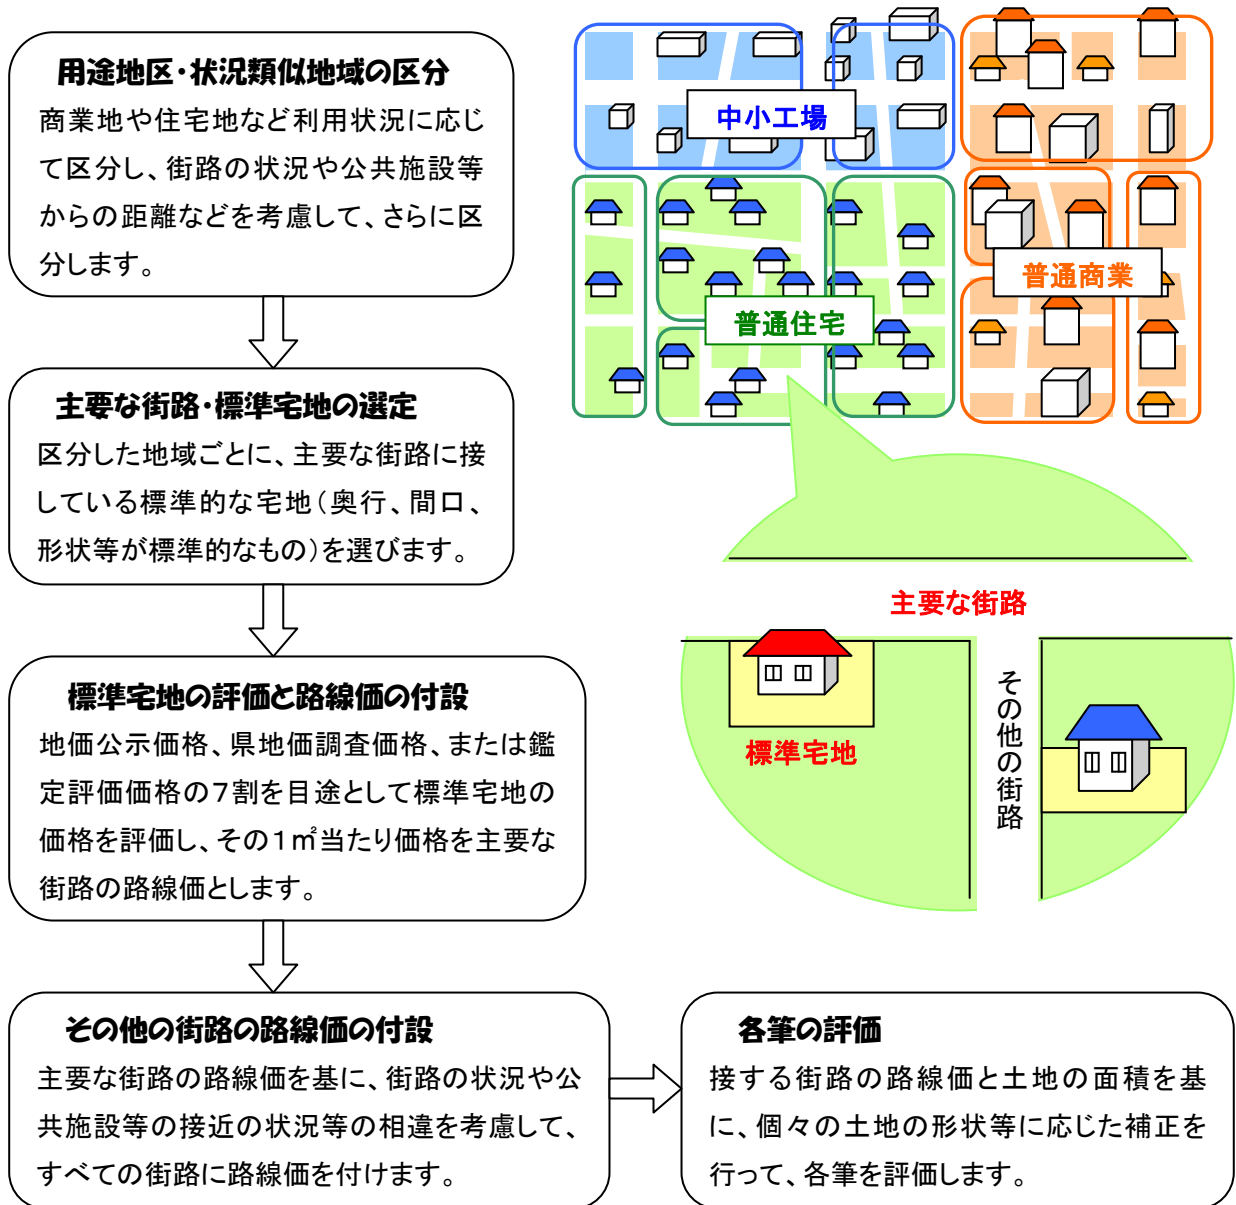 用途地区・状況類似地域の区分
商業地や住宅地など利用状況に応じ
て区分し、街路の状況や公共施設等
からの距離などを考慮して、さらに区
分します。
主要な街路・標準宅地の選定
区分した地域ごとに、主要な街路に接
している標準的な宅地(奥行、間口、
形状等が標準的なもの)を選びます。
標準宅地の評価と路線価の付設
地価公示価格、県地価調査価格、または鑑
定評価価格の7割を目途として標準宅地の
価格を評価し、その1㎡当たり価格を主要な
街路の路線価とします。
その他の街路の路線価の付設
主要な街路の路線価を基に、街路の状況や公
共施設等の接近の状況等の相違を考慮して、
すべての街路に路線価を付けます。
各筆の評価
接する街路の路線価と土地の面積を基
に、個々の土地の形状等に応じた補正を
行って、各筆を評価します。
中小工場
普通商業
普通住宅
主要な街路
標準宅地
その他の街路